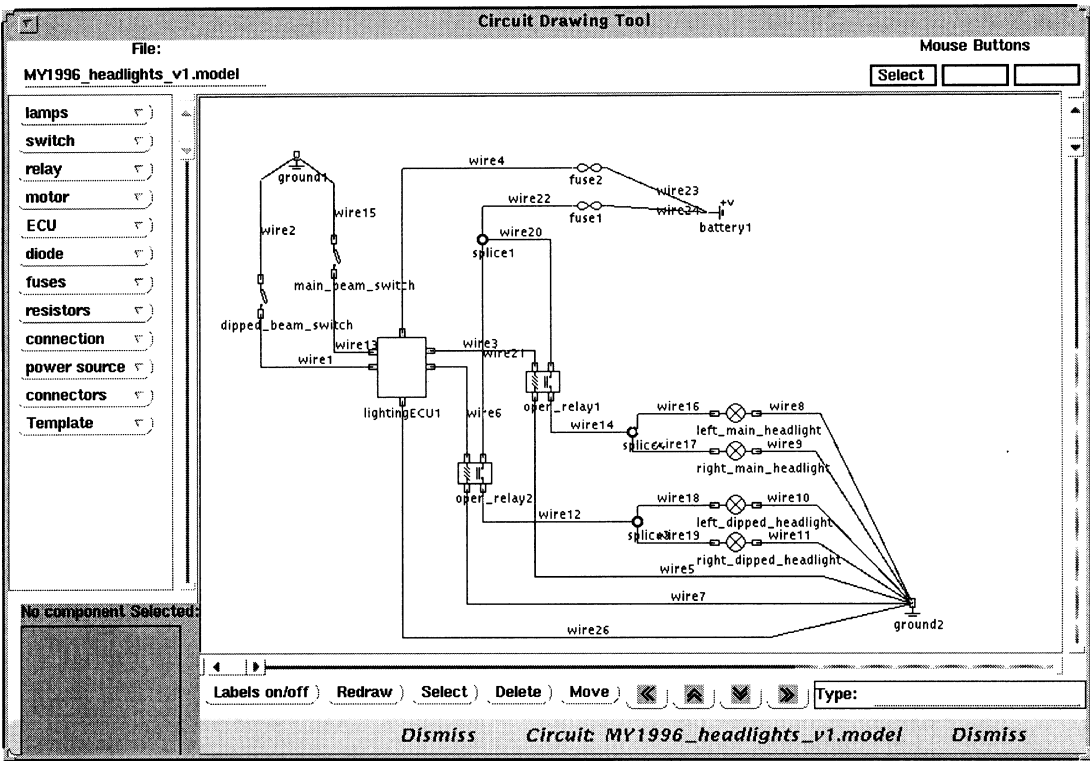 Circuit Drawing Tool
File:
Mouse Buttons
MY1996_headlights_v1.model
Select
lamps
switch
relay
motor
ECU
diode
fuses
resistors
connection
power source
connectors
Template
ground1
wire4
fuse2
wire23
wire22
fuse1
wire24
+v
battery1
wire15
wire2
wire20
splice1
main_beam_switch
dipped_beam_switch
wire13
wire1
wire3
wire21
lightingECU1
wire6
oper_relay1
wire16
wire8
wire14
left_main_headlight
wire17
wire9
right_main_headlight
oper_relay2
wire18
wire10
wire12
left_dipped_headlight
wire19
wire11
right_dipped_headlight
wire5
wire7
wire26
ground2
No component Selected:
Labels on/off
Redraw
Select
Delete
Move
Type:
Dismiss
Circuit: MY1996_headlights_v1.model
Dismiss